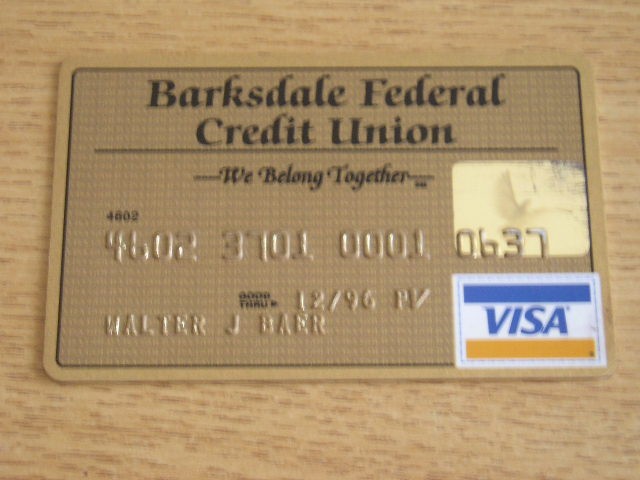 Barksdale Federal
Credit Union
We Belong Together SM
4602
4602 3701 0001 0637
GOOD THRU 12/96 PV
WALTER J BAER
VISA